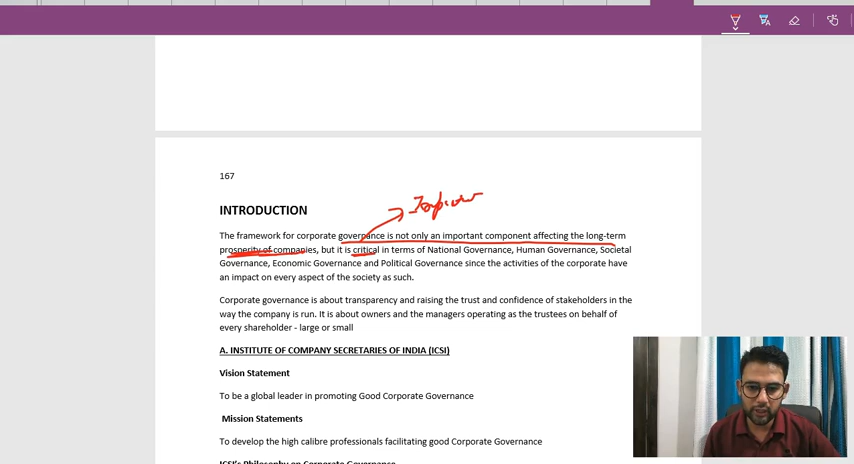 167
INTRODUCTION
The framework for corporate governance is not only an important component affecting the long-term
prosperity of companies, but it is critical in terms of National Governance, Human Governance, Societal
Governance, Economic Governance and Political Governance since the activities of the corporate have
an impact on every aspect of the society as such.
Corporate governance is about transparency and raising the trust and confidence of stakeholders in the
way the company is run. It is about owners and the managers operating as the trustees on behalf of
every shareholder - large or small
A. INSTITUTE OF COMPANY SECRETARIES OF INDIA (ICSI)
Vision Statement
To be a global leader in promoting Good Corporate Governance
Mission Statements
To develop the high calibre professionals facilitating good Corporate Governance
ICSI's Philosophy on Corporate Governance